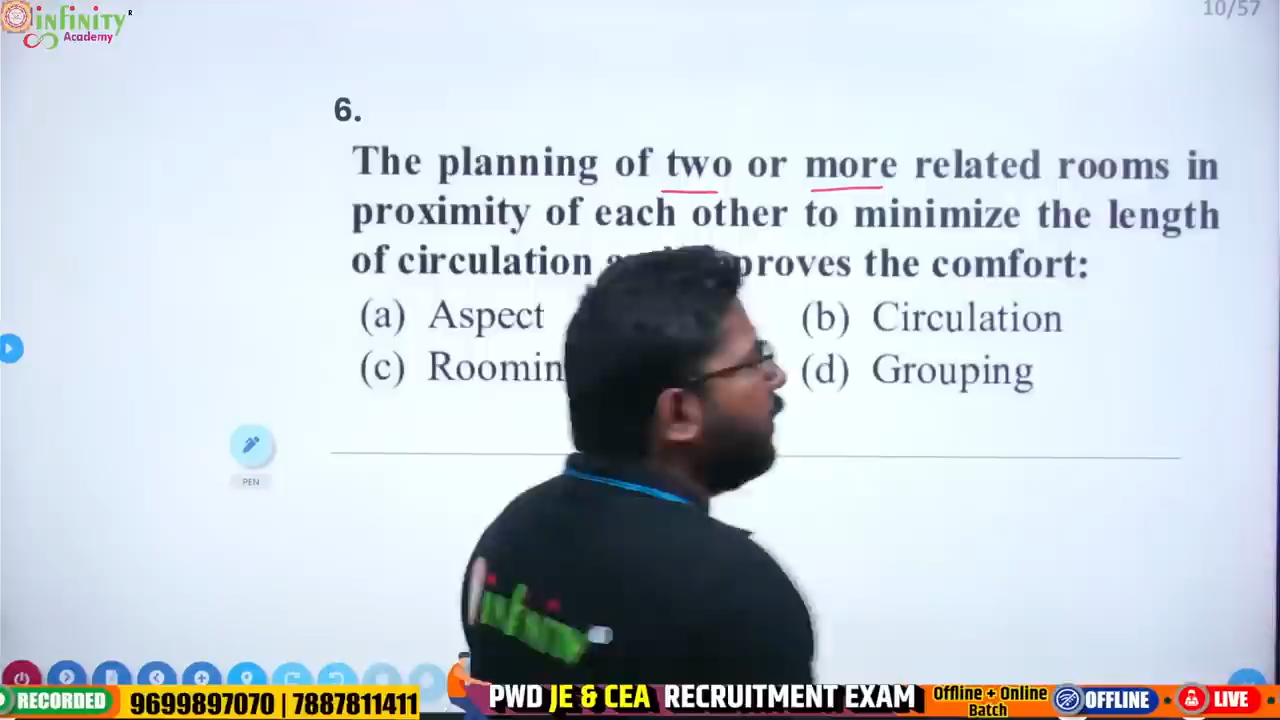 infinity
Academy
10/57
6.
The planning of two or more related rooms in
proximity of each other to minimize the length
of circulation the comfort:
(a) Aspect
(b) Circulation
(c)
(d) Grouping
PEN
infinity
RECORDED
9699897070 | 7887811411
PWD JE & CEA RECRUITMENT EXAM
Offline + Online
Batch
OFFLINE
LIVE